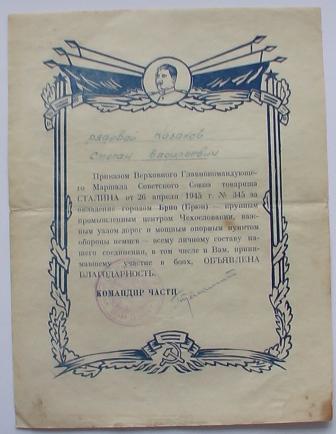 рядовой Казаков
Степан Васильевич
Приказом Верховного Главнокомандующе-
го Маршала Советского Союза товарища
СТАЛИНА от 26 апреля 1945 г. № 345 за
овладение городом Брно (Брюн) — крупным
промышленным центром Чехословакии, важ-
ным узлом дорог и мощным опорным пунктом
обороны немцев — всему личному составу на-
шего соединения, в том числе и Вам, прини-
мавшему участие в боях, ОБЪЯВЛЕНА
БЛАГОДАРНОСТЬ.
КОМАНДИР ЧАСТИ